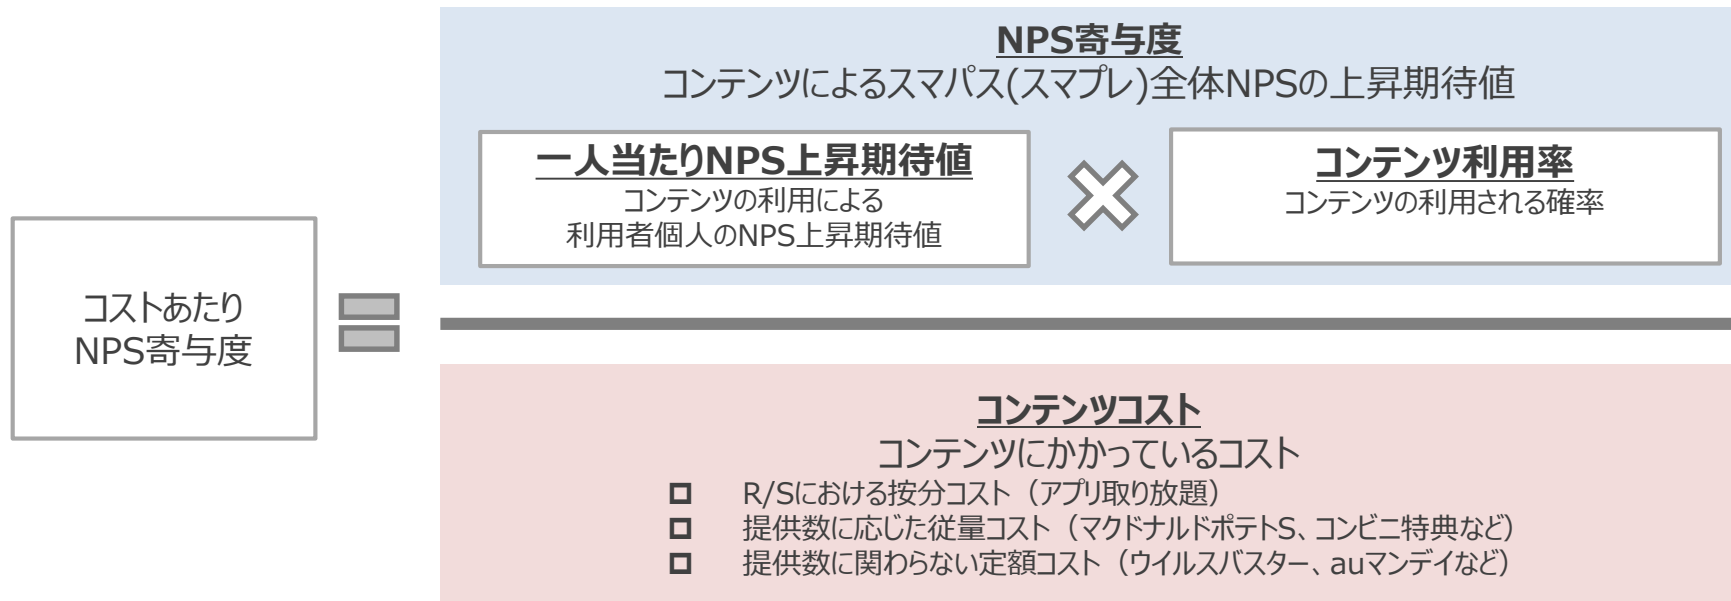 NPS寄与度
コンテンツによるスマパス(スマプレ)全体NPSの上昇期待値
一人当たりNPS上昇期待値
コンテンツの利用による
利用者個人のNPS上昇期待値
コンテンツ利用率
コンテンツの利用される確率
コストあたり
NPS寄与度
コンテンツコスト
コンテンツにかかっているコスト
R/Sにおける按分コスト（アプリ取り放題）
提供数に応じた従量コスト（マクドナルドポテトS、コンビニ特典など）
提供数に関わらない定額コスト（ウイルスバスター、auマンデイなど）